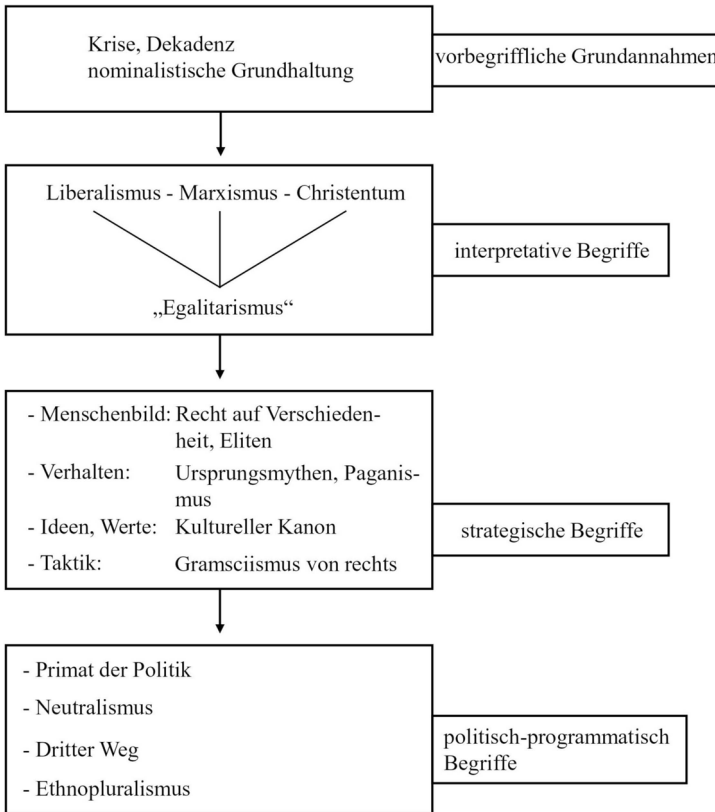 Krise, Dekadenz
nominalistische Grundhaltung
vorbegriffliche Grundannahmen
Liberalismus - Marxismus - Christentum
„Egalitarismus“
interpretative Begriffe
- Menschenbild: Recht auf Verschieden-
heit, Eliten
- Verhalten: Ursprungsmythen, Paganis-
mus
- Ideen, Werte: Kultureller Kanon
- Taktik: Gramsciismus von rechts
strategische Begriffe
- Primat der Politik
- Neutralismus
- Dritter Weg
- Ethnopluralismus
politisch-programmatisch
Begriffe